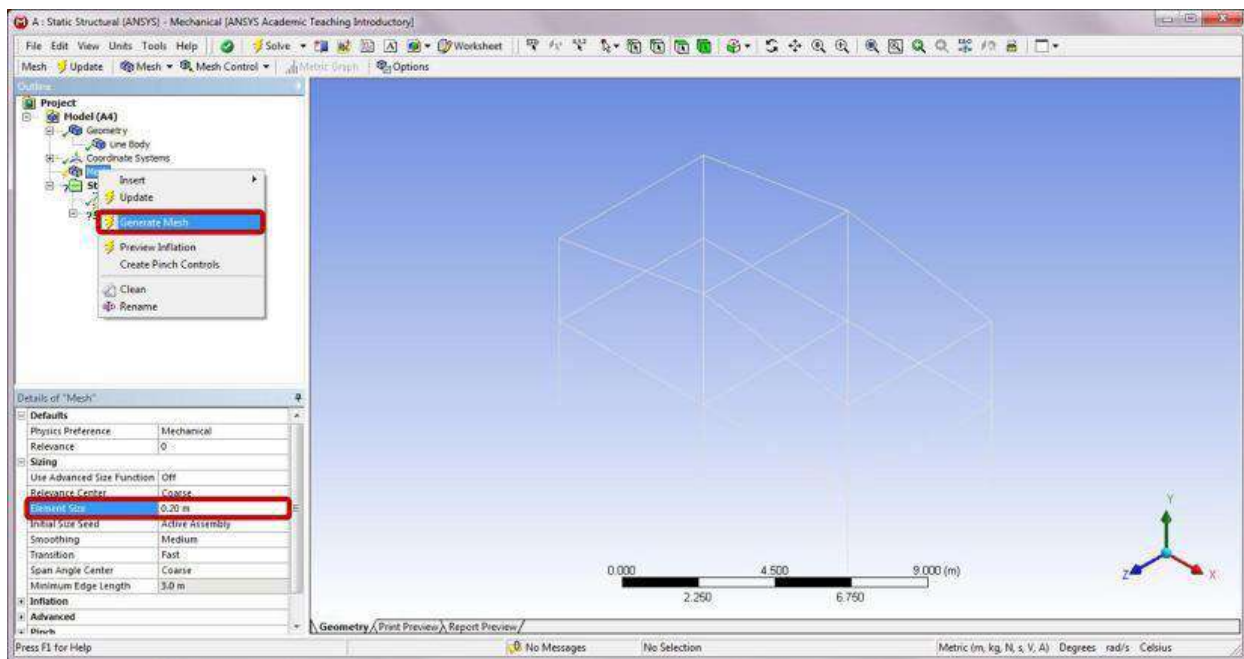 A : Static Structural (ANSYS) - Mechanical [ANSYS Academic Teaching Introductory]
File Edit View Units Tools Help Solve Worksheet
Mesh Update Mesh Mesh Control Metric Graph Options
Outline
Project
Model (A4)
Geometry
Line Body
Coordinate Systems
St
Insert
Update
Generate Mesh
Preview Inflation
Create Pinch Controls
Clean
Rename
Details of "Mesh"
Defaults
Physics Preference Mechanical
Relevance 0
Sizing
Use Advanced Size Function Off
Relevance Center Coarse
Element Size 0.20 m
Initial Size Seed Active Assembly
Smoothing Medium
Transition Fast
Span Angle Center Coarse
Minimum Edge Length 3.0 m
Inflation
Advanced
Pinch
Y
Z X
0.000 4.500 9.000 (m)
2.250 6.750
Geometry Print Preview Report Preview
Press F1 for Help No Messages No Selection Metric (m, kg, N, s, V, A) Degrees rad/s Celsius